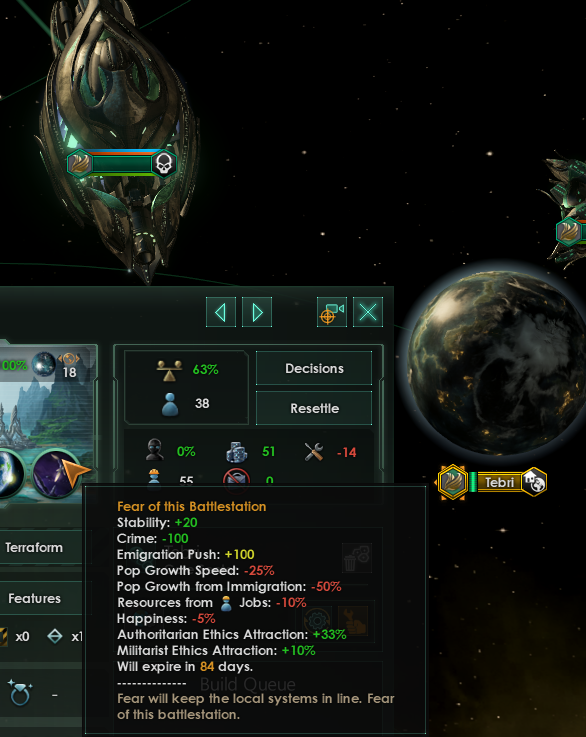 00%
18
63%
Decisions
38
Resettle
0%
51
-14
55
0
Tebri
Fear of this Battlestation
Stability: +20
Crime: -100
Emigration Push: +100
Pop Growth Speed: -25%
Pop Growth from Immigration: -50%
Resources from Jobs: -10%
Happiness: -5%
Authoritarian Ethics Attraction: +33%
Militarist Ethics Attraction: +10%
Will expire in 84 days.
--------------
Fear will keep the local systems in line. Fear
of this battlestation.
Build Queue
Terraform
Features
x0
x1
-